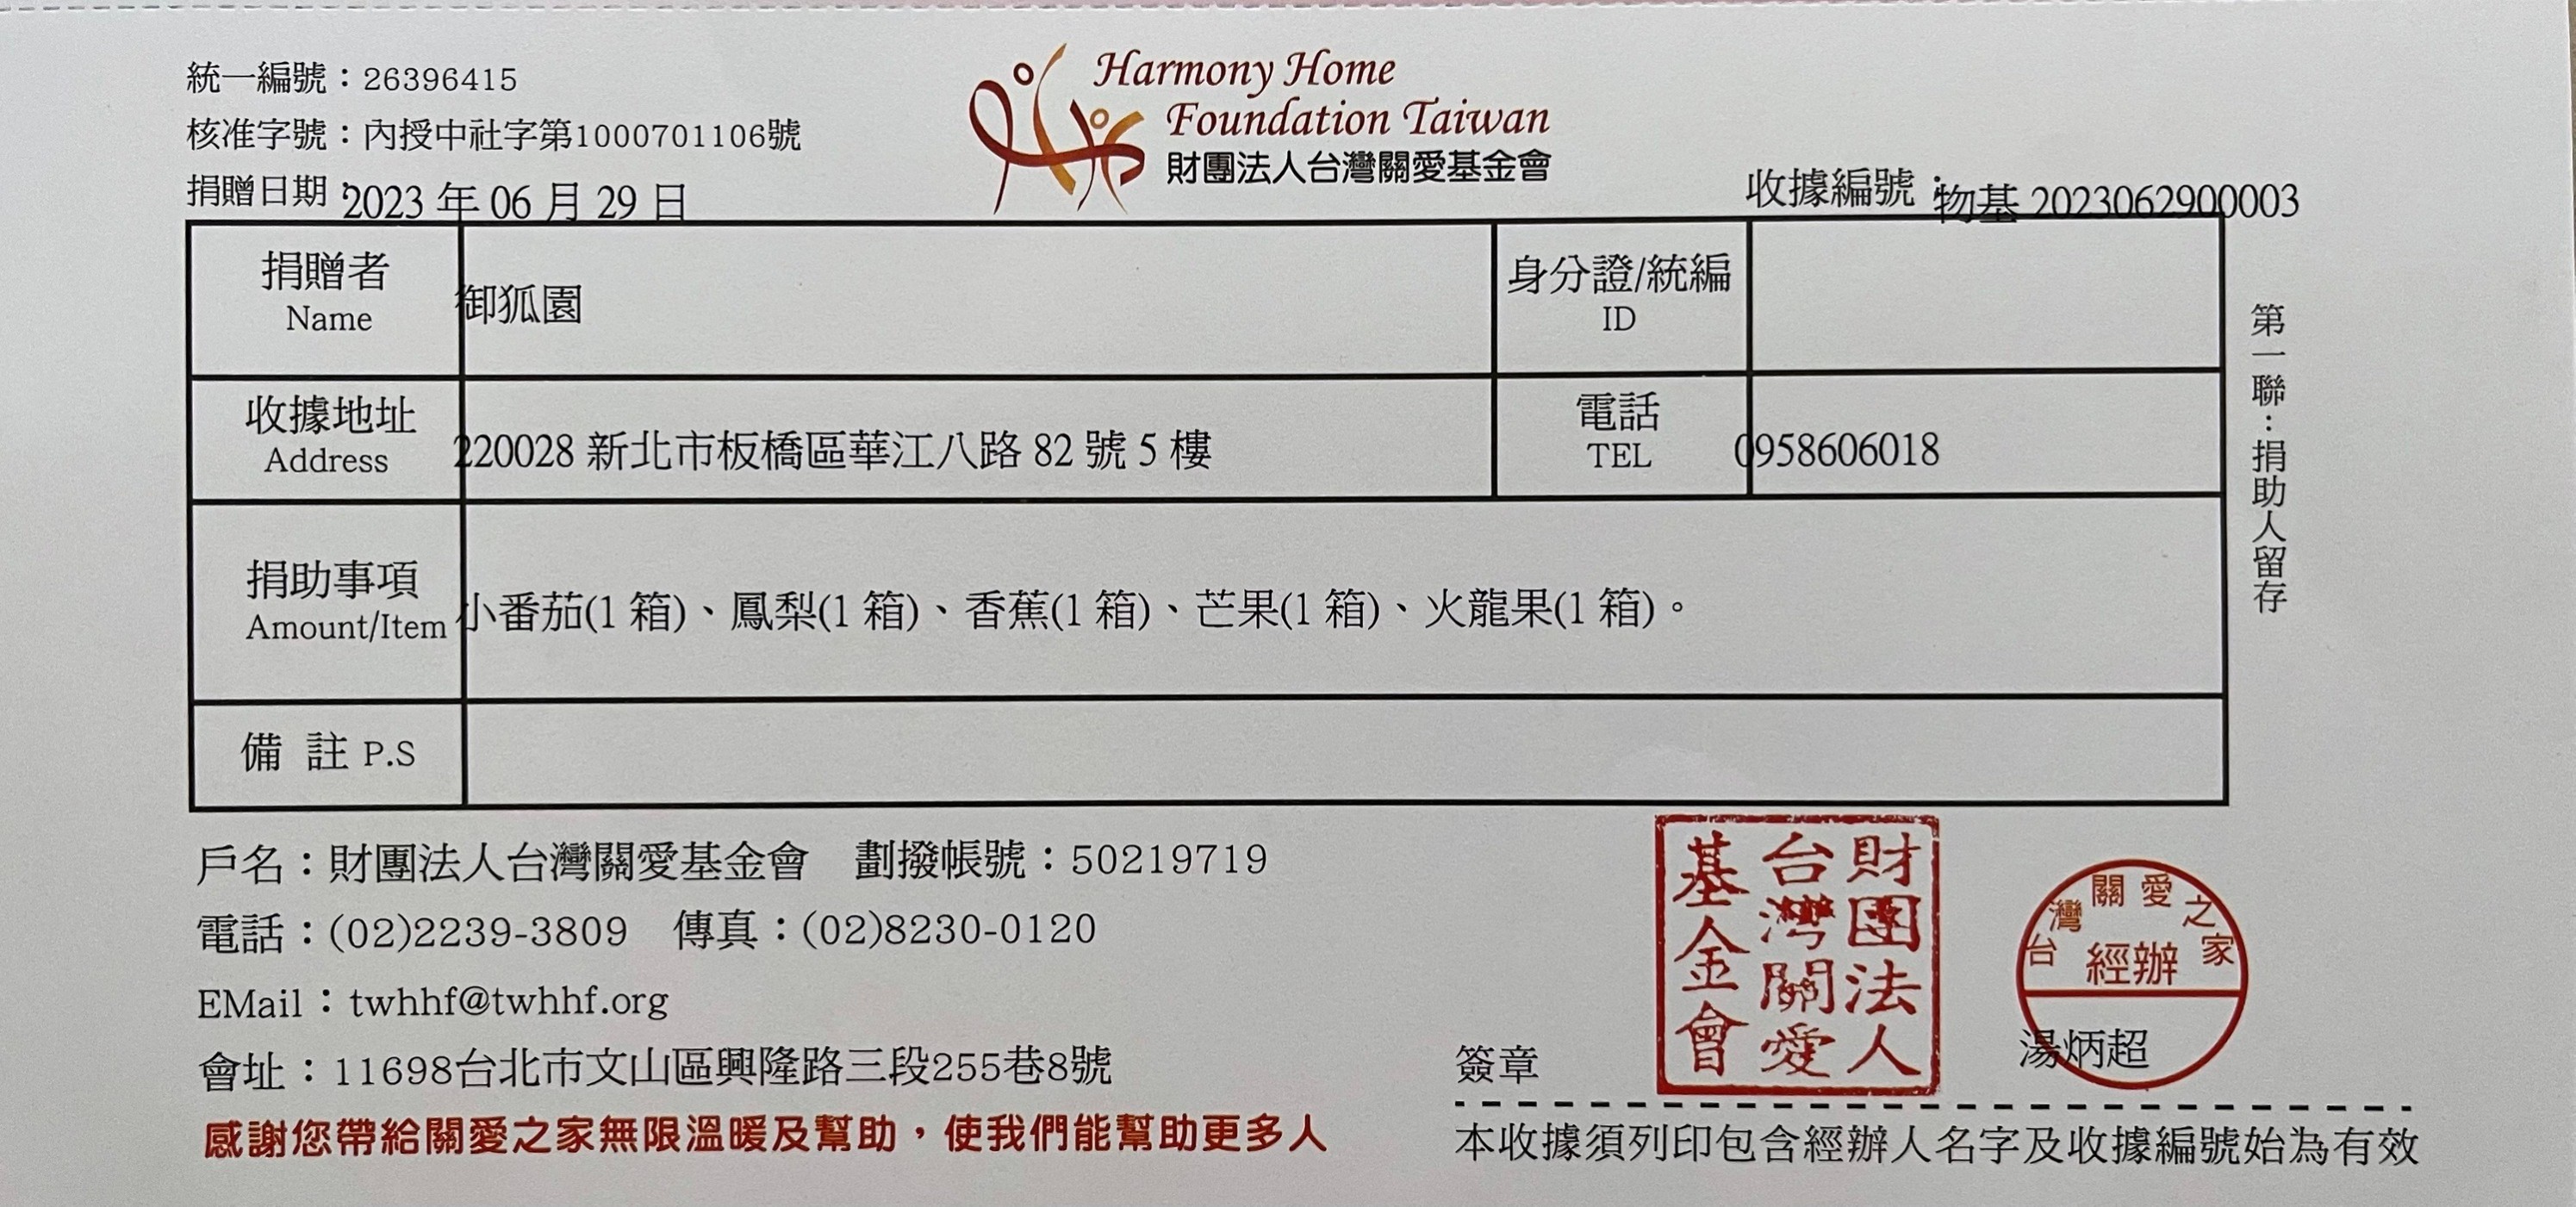 統一編號：26396415
核准字號：內授中社字第1000701106號
捐贈日期：2023 年 06 月 29 日
Harmony Home
Foundation Taiwan
財團法人台灣關愛基金會
收據編號：物基 2023062900003
捐贈者
Name
御狐園
身分證/統編
ID
收據地址
Address
220028 新北市板橋區華江八路 82 號 5 樓
電話
TEL
0958606018
捐助事項
Amount/Item
小番茄(1 箱)、鳳梨(1 箱)、香蕉(1 箱)、芒果(1 箱)、火龍果(1 箱)。
備 註 P.S
第一聯：捐助人留存
戶名：財團法人台灣關愛基金會 劃撥帳號：50219719
電話：(02)2239-3809 傳真：(02)8230-0120
EMail：twhhf@twhhf.org
會址：11698台北市文山區興隆路三段255巷8號
感謝您帶給關愛之家無限溫暖及幫助，使我們能幫助更多人
簽章
財團法人
台灣關愛
基金會
台灣關愛之家
經辦
湯炳超
本收據須列印包含經辦人名字及收據編號始為有效